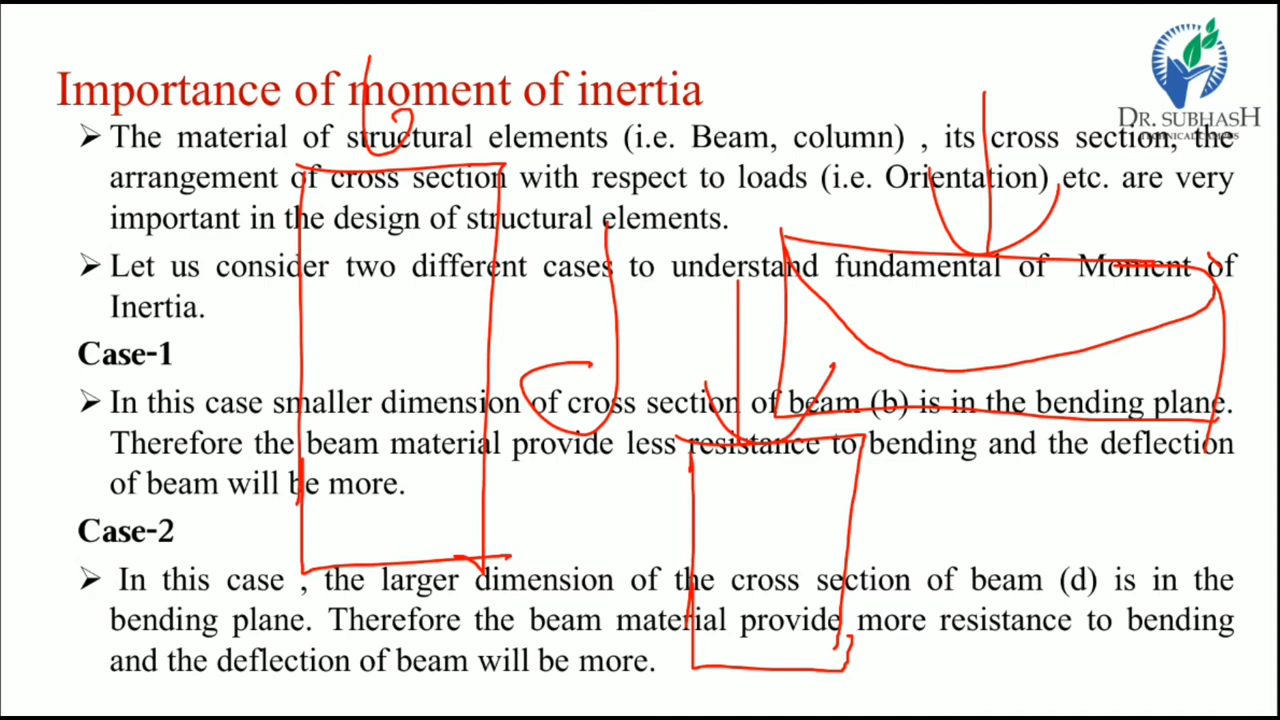 Importance of moment of inertia
DR. SUBHASH
TECHNICAL CAMPUS
b
➢ The material of structural elements (i.e. Beam, column) , its cross section, the
arrangement of cross section with respect to loads (i.e. Orientation) etc. are very
important in the design of structural elements.
➢ Let us consider two different cases to understand fundamental of Moment of
Inertia.
d
Case-1
➢ In this case smaller dimension of cross section of beam (b) is in the bending plane.
Therefore the beam material provide less resistance to bending and the deflection
of beam will be more.
Case-2
➢ In this case , the larger dimension of the cross section of beam (d) is in the
bending plane. Therefore the beam material provide more resistance to bending
and the deflection of beam will be more.